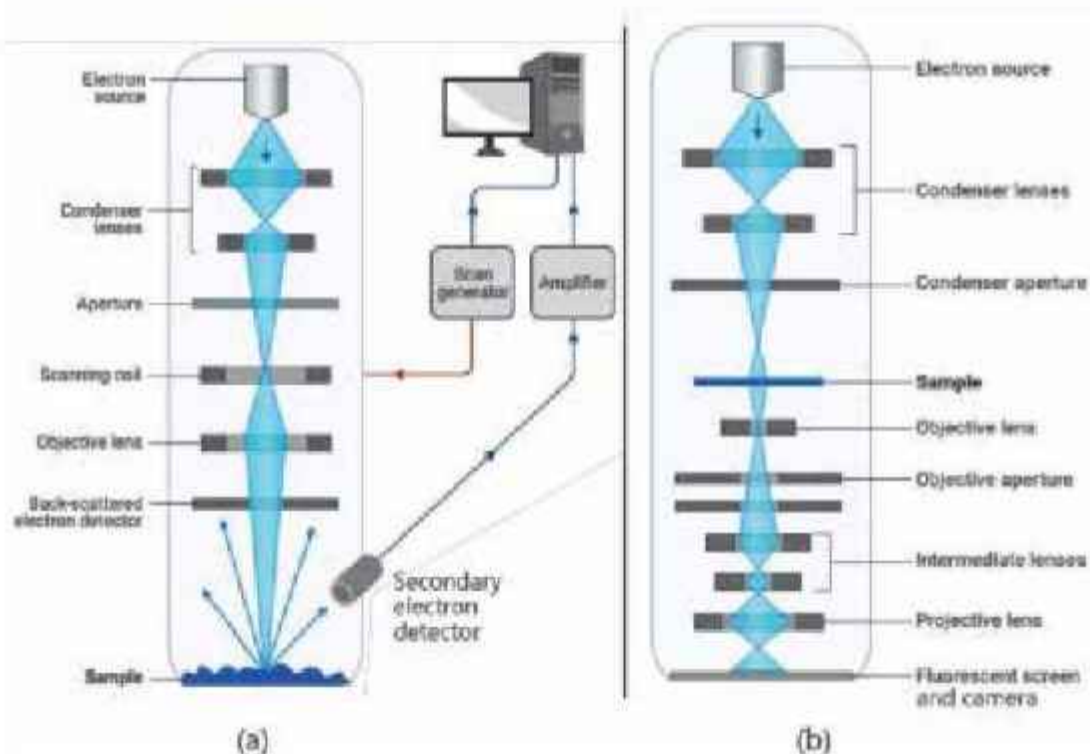 Electron
source
Condenser
lenses
Aperture
Scanning coil
Objective lens
Back-scattered
electron detector
Sample
Scan
generator
Amplifier
Secondary
electron
detector
(a)
Electron source
Condenser lenses
Condenser aperture
Sample
Objective lens
Objective aperture
Intermediate lenses
Projective lens
Fluorescent screen
and camera
(b)